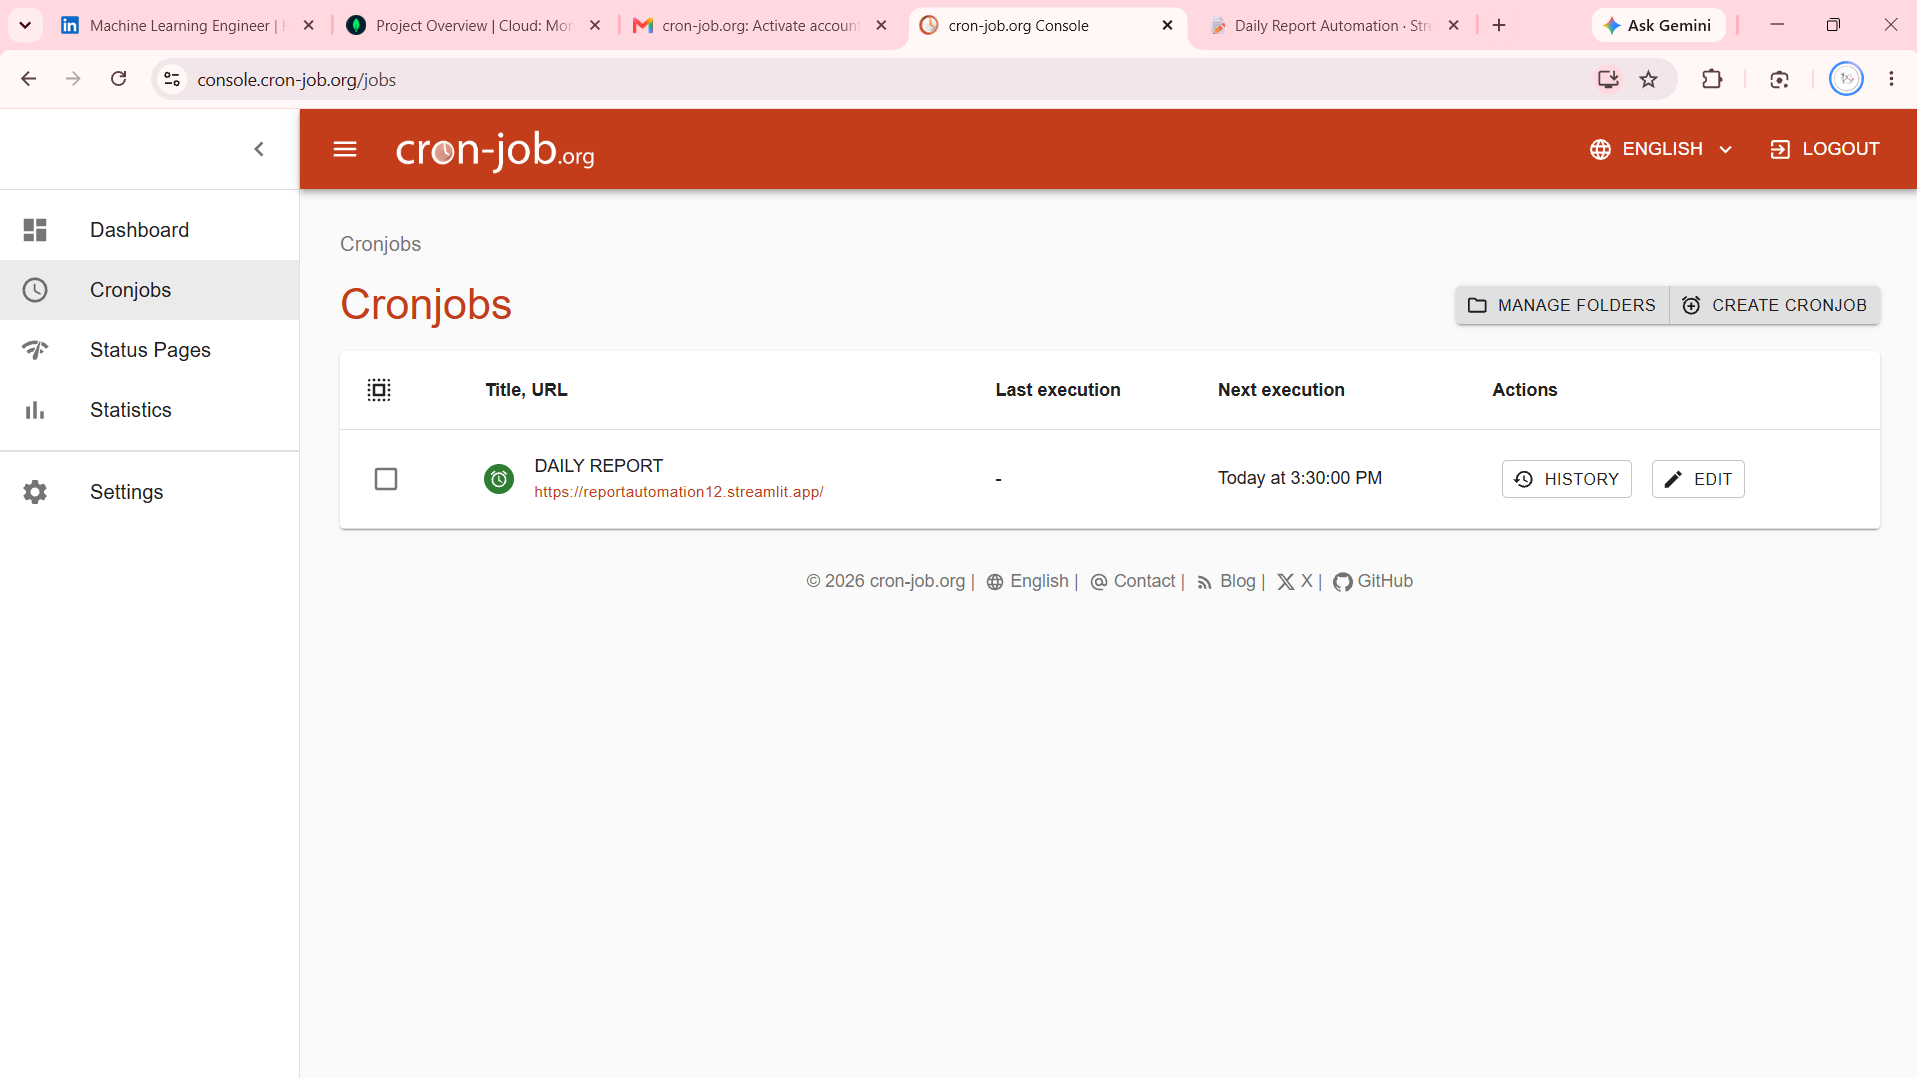 Machine Learning Engineer |
Project Overview | Cloud: Mon
cron-job.org: Activate account
cron-job.org Console
Daily Report Automation · Stre
Ask Gemini
console.cron-job.org/jobs
cron-job.org
ENGLISH
LOGOUT
Dashboard
Cronjobs
Status Pages
Statistics
Settings
Cronjobs
Cronjobs
MANAGE FOLDERS
CREATE CRONJOB
Title, URL
Last execution
Next execution
Actions
DAILY REPORT
https://reportautomation12.streamlit.app/
-
Today at 3:30:00 PM
HISTORY
EDIT
© 2026 cron-job.org | English | Contact | Blog | X | GitHub